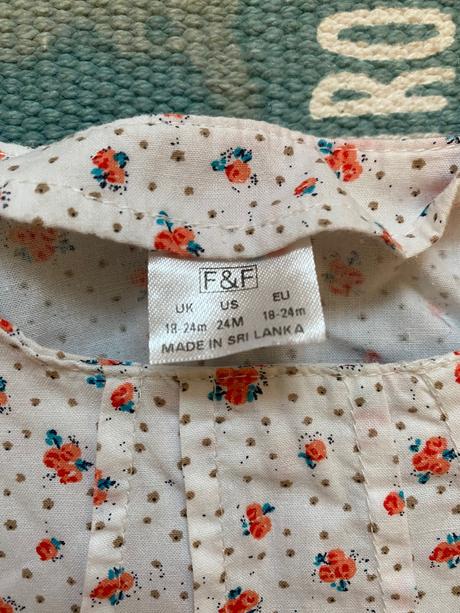 RO
F&F
UK US EU
18-24m 24M 18-24m
MADE IN SRI LANKA